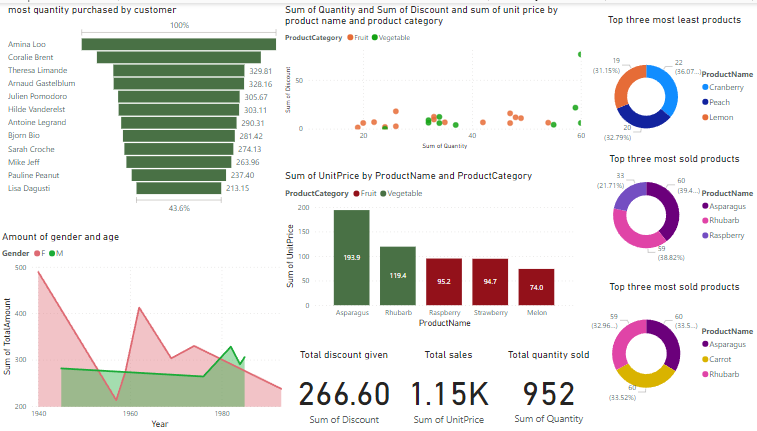 most quantity purchased by customer
100%
Amina Loo
Coralie Brent
Theresa Limande 329.81
Arnaud Gastelblum 328.16
Julien Pomodoro 305.67
Hilde Vanderelst 303.11
Antoine Legrand 290.31
Bjorn Bio 281.42
Sarah Croche 274.13
Mike Jeff 263.96
Pauline Peanut 237.40
Lisa Dagusti 213.15
43.6%
Sum of Quantity and Sum of Discount and sum of unit price by
product name and product category
ProductCategory Fruit Vegetable
Sum of Discount
50
0
20 40 60
Sum of Quantity
Top three most least products
19
(31.15%)
22
(36.07...)
20
(32.79%)
ProductName
Cranberry
Peach
Lemon
Top three most sold products
33
(21.71%)
60
(39.4...)
59
(38.82%)
ProductName
Asparagus
Rhubarb
Raspberry
Amount of gender and age
Gender F M
Sum of TotalAmount
500
400
300
200
1940 1960 1980
Year
Sum of UnitPrice by ProductName and ProductCategory
ProductCategory Fruit Vegetable
Sum of UnitPrice
200
150
100
50
0
193.9
119.4
95.2
94.7
74.0
Asparagus Rhubarb Raspberry Strawberry Melon
ProductName
Top three most sold products
59
(32.96...)
60
(33.5...)
60
(33.52%)
ProductName
Asparagus
Carrot
Rhubarb
Total discount given
266.60
Sum of Discount
Total sales
1.15K
Sum of UnitPrice
Total quantity sold
952
Sum of Quantity